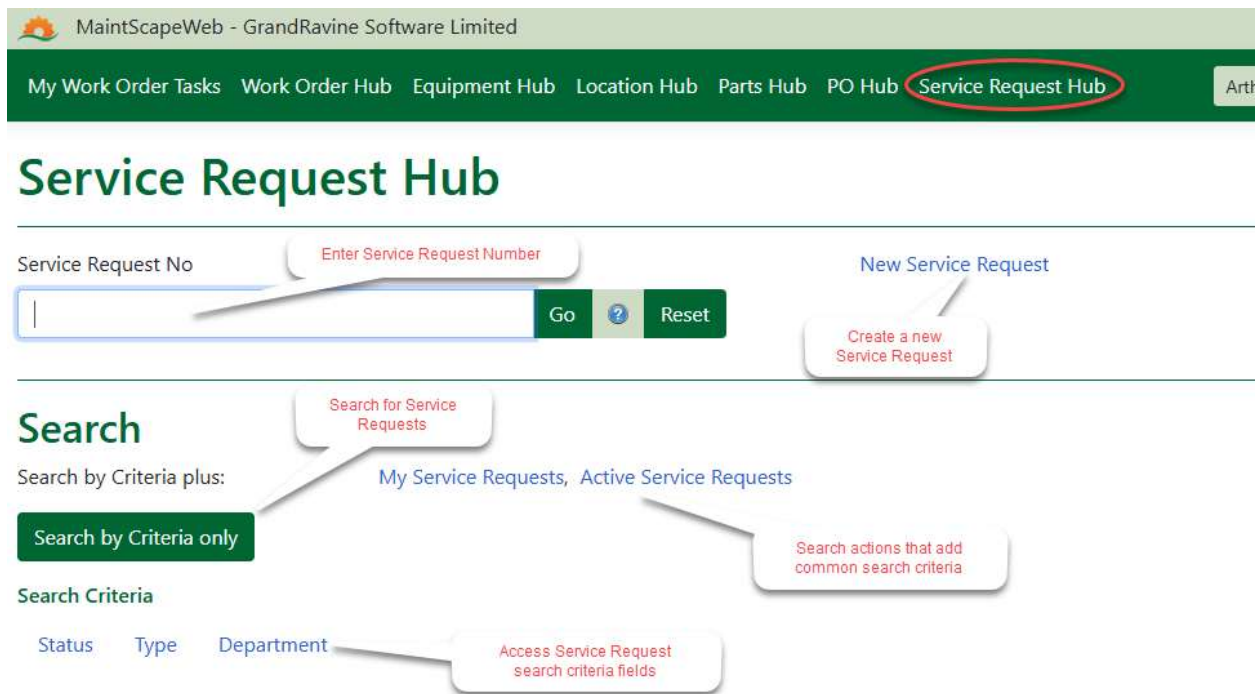 MaintScapeWeb - GrandRavine Software Limited
My Work Order Tasks Work Order Hub Equipment Hub Location Hub Parts Hub PO Hub Service Request Hub Arth
Service Request Hub
Service Request No
Enter Service Request Number
New Service Request
Go ? Reset
Create a new
Service Request
Search for Service
Requests
Search
Search by Criteria plus: My Service Requests, Active Service Requests
Search by Criteria only
Search actions that add
common search criteria
Search Criteria
Status Type Department
Access Service Request
search criteria fields